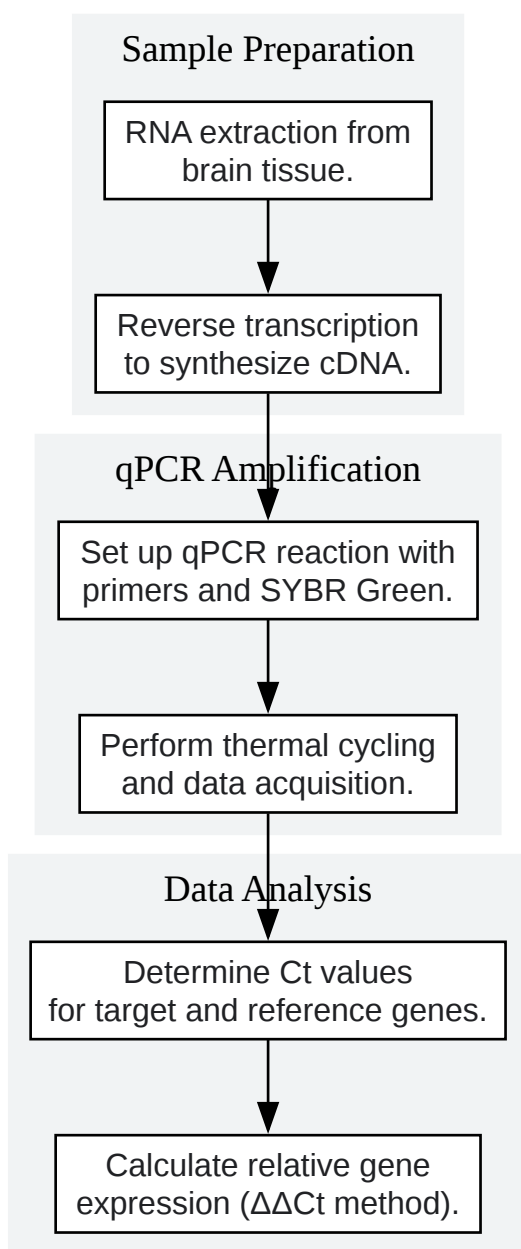 Sample Preparation
RNA extraction from
brain tissue.
Reverse transcription
to synthesize cDNA.
qPCR Amplification
Set up qPCR reaction with
primers and SYBR Green.
Perform thermal cycling
and data acquisition.
Data Analysis
Determine Ct values
for target and reference genes.
Calculate relative gene
expression (ΔΔCt method).